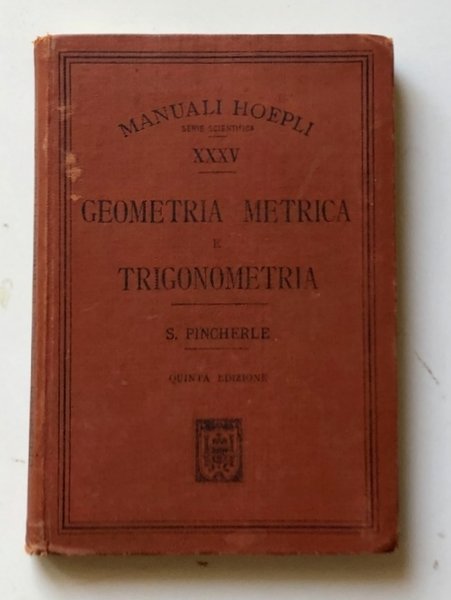 MANUALI HOEPLI
SERIE SCIENTIFICA
XXXV
GEOMETRIA METRICA
E
TRIGONOMETRIA
S. PINCHERLE
QUINTA EDIZIONE